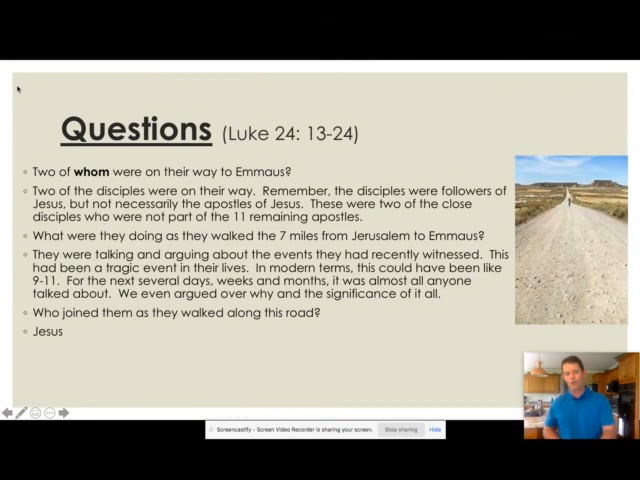 Questions (Luke 24: 13-24)
◦ Two of whom were on their way to Emmaus?
◦ Two of the disciples were on their way. Remember, the disciples were followers of
Jesus, but not necessarily the apostles of Jesus. These were two of the close
disciples who were not part of the 11 remaining apostles.
◦ What were they doing as they walked the 7 miles from Jerusalem to Emmaus?
◦ They were talking and arguing about the events they had recently witnessed. This
had been a tragic event in their lives. In modern terms, this could have been like
9-11. For the next several days, weeks and months, it was almost all anyone
talked about. We even argued over why and the significance of it all.
◦ Who joined them as they walked along this road?
◦ Jesus
Screencastify - Screen Video Recorder is sharing your screen. Stop sharing Hide